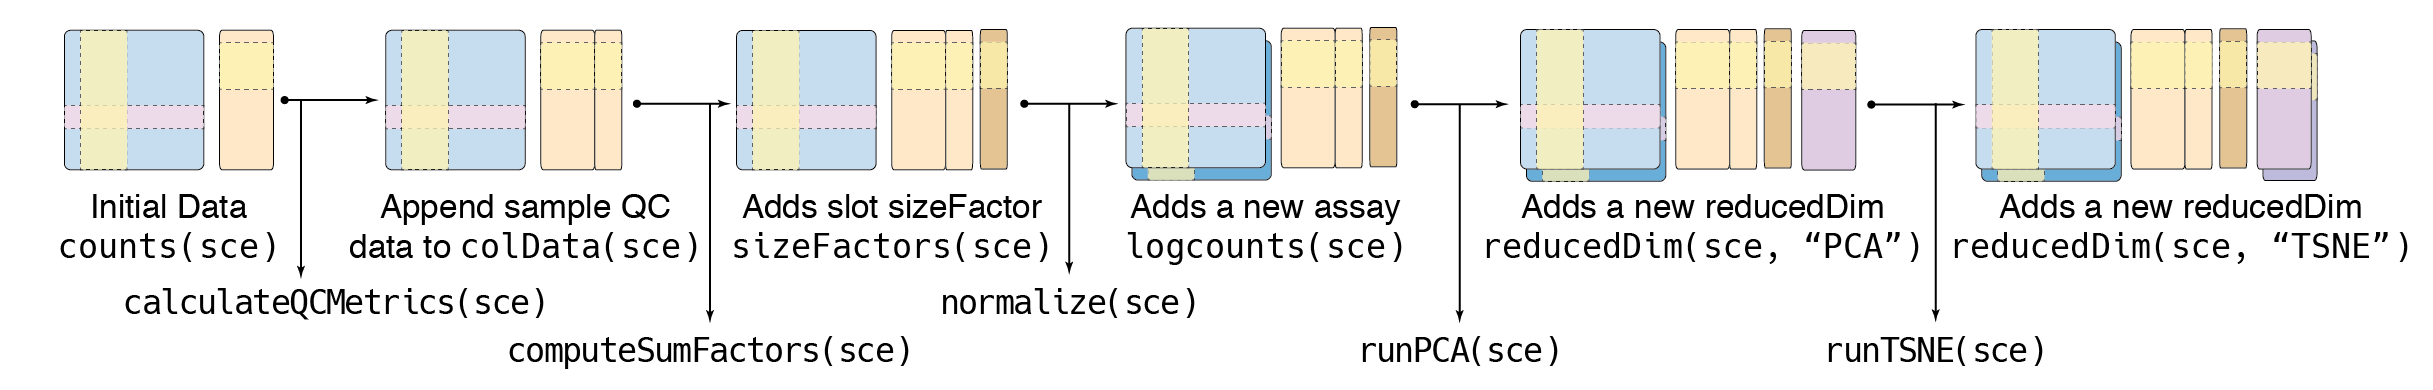 Initial Data
counts(sce)
calculateQCMetrics(sce)
Append sample QC
data to colData(sce)
computeSumFactors(sce)
Adds slot sizeFactor
sizeFactors(sce)
normalize(sce)
Adds a new assay
logcounts(sce)
runPCA(sce)
Adds a new reducedDim
reducedDim(sce, “PCA”)
runTSNE(sce)
Adds a new reducedDim
reducedDim(sce, “TSNE”)